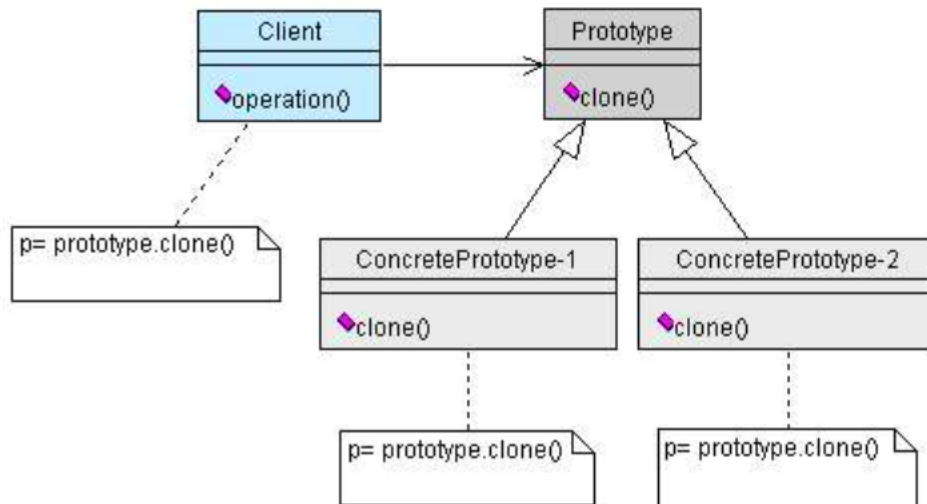 Client
operation()
Prototype
clone()
p= prototype.clone()
ConcretePrototype-1
clone()
ConcretePrototype-2
clone()
p= prototype.clone()
p= prototype.clone()